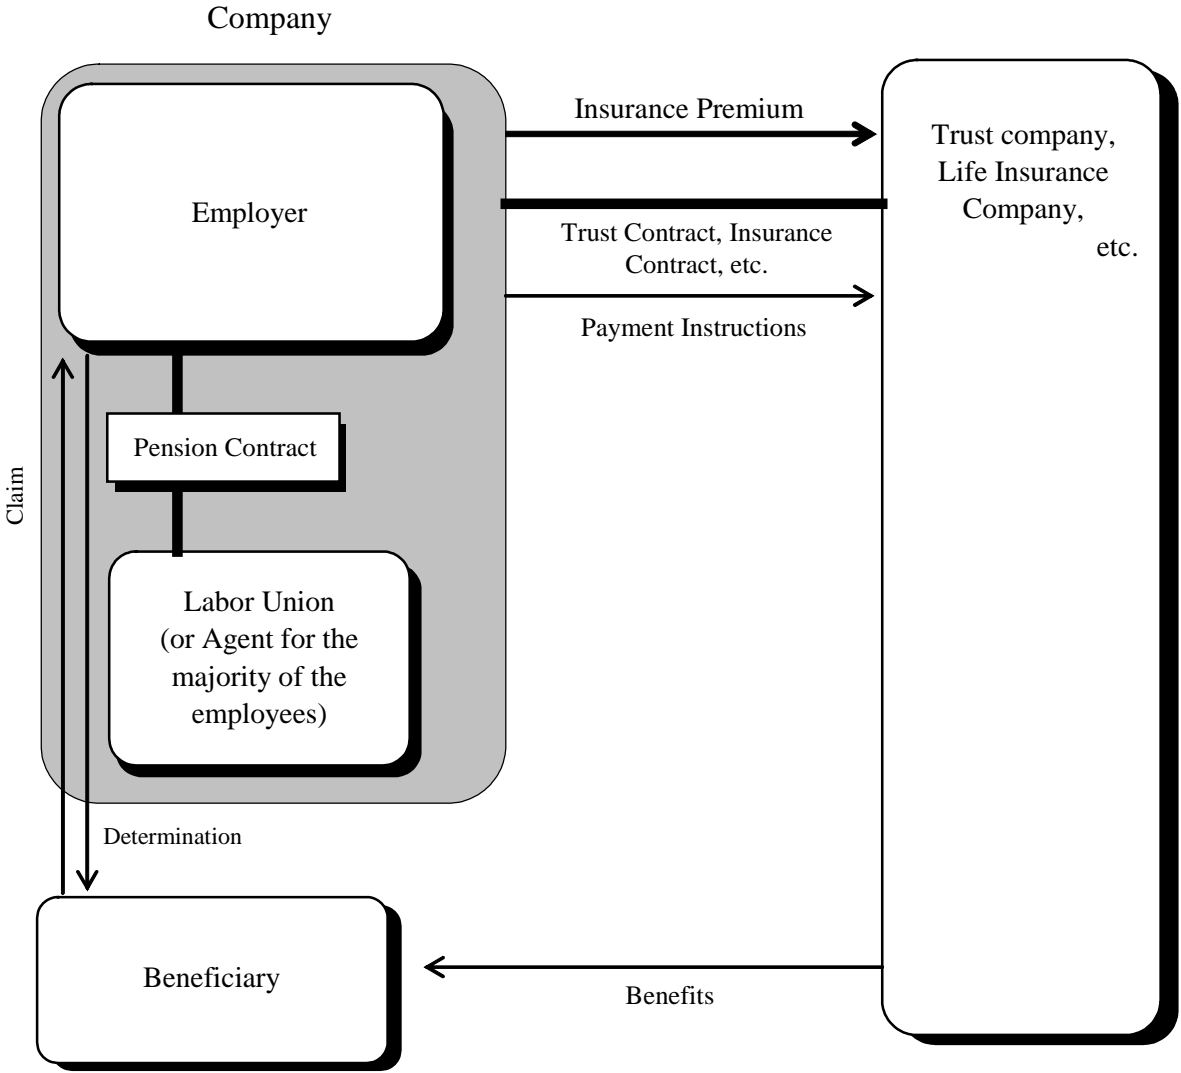 Company
Employer
Insurance Premium
Trust Contract, Insurance
Contract, etc.
Payment Instructions
Trust company,
Life Insurance
Company,
etc.
Pension Contract
Claim
Labor Union
(or Agent for the
majority of the
employees)
Determination
Beneficiary
Benefits